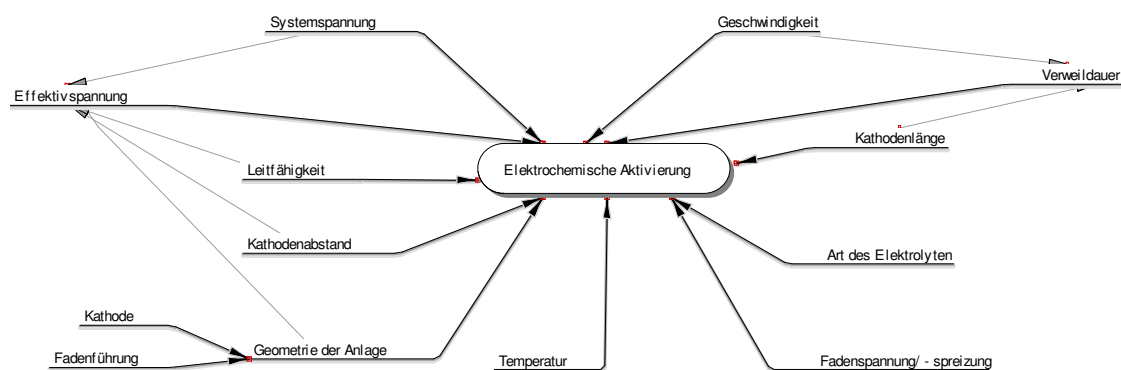 Systemspannung
Geschwindigkeit
Effektivspannung
Verweildauer
Kathodenlänge
Leitfähigkeit
Elektrochemische Aktivierung
Kathodenabstand
Art des Elektrolyten
Kathode
Fadenführung
Geometrie der Anlage
Temperatur
Fadenspannung/ - spreizung